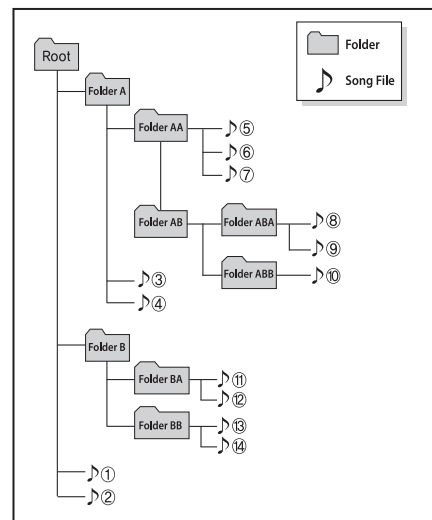 Root
Folder
Song File
Folder A
Folder AA
⑤
⑥
⑦
Folder AB
Folder ABA
⑧
⑨
Folder ABB
⑩
③
④
Folder B
Folder BA
⑪
⑫
Folder BB
⑬
⑭
①
②